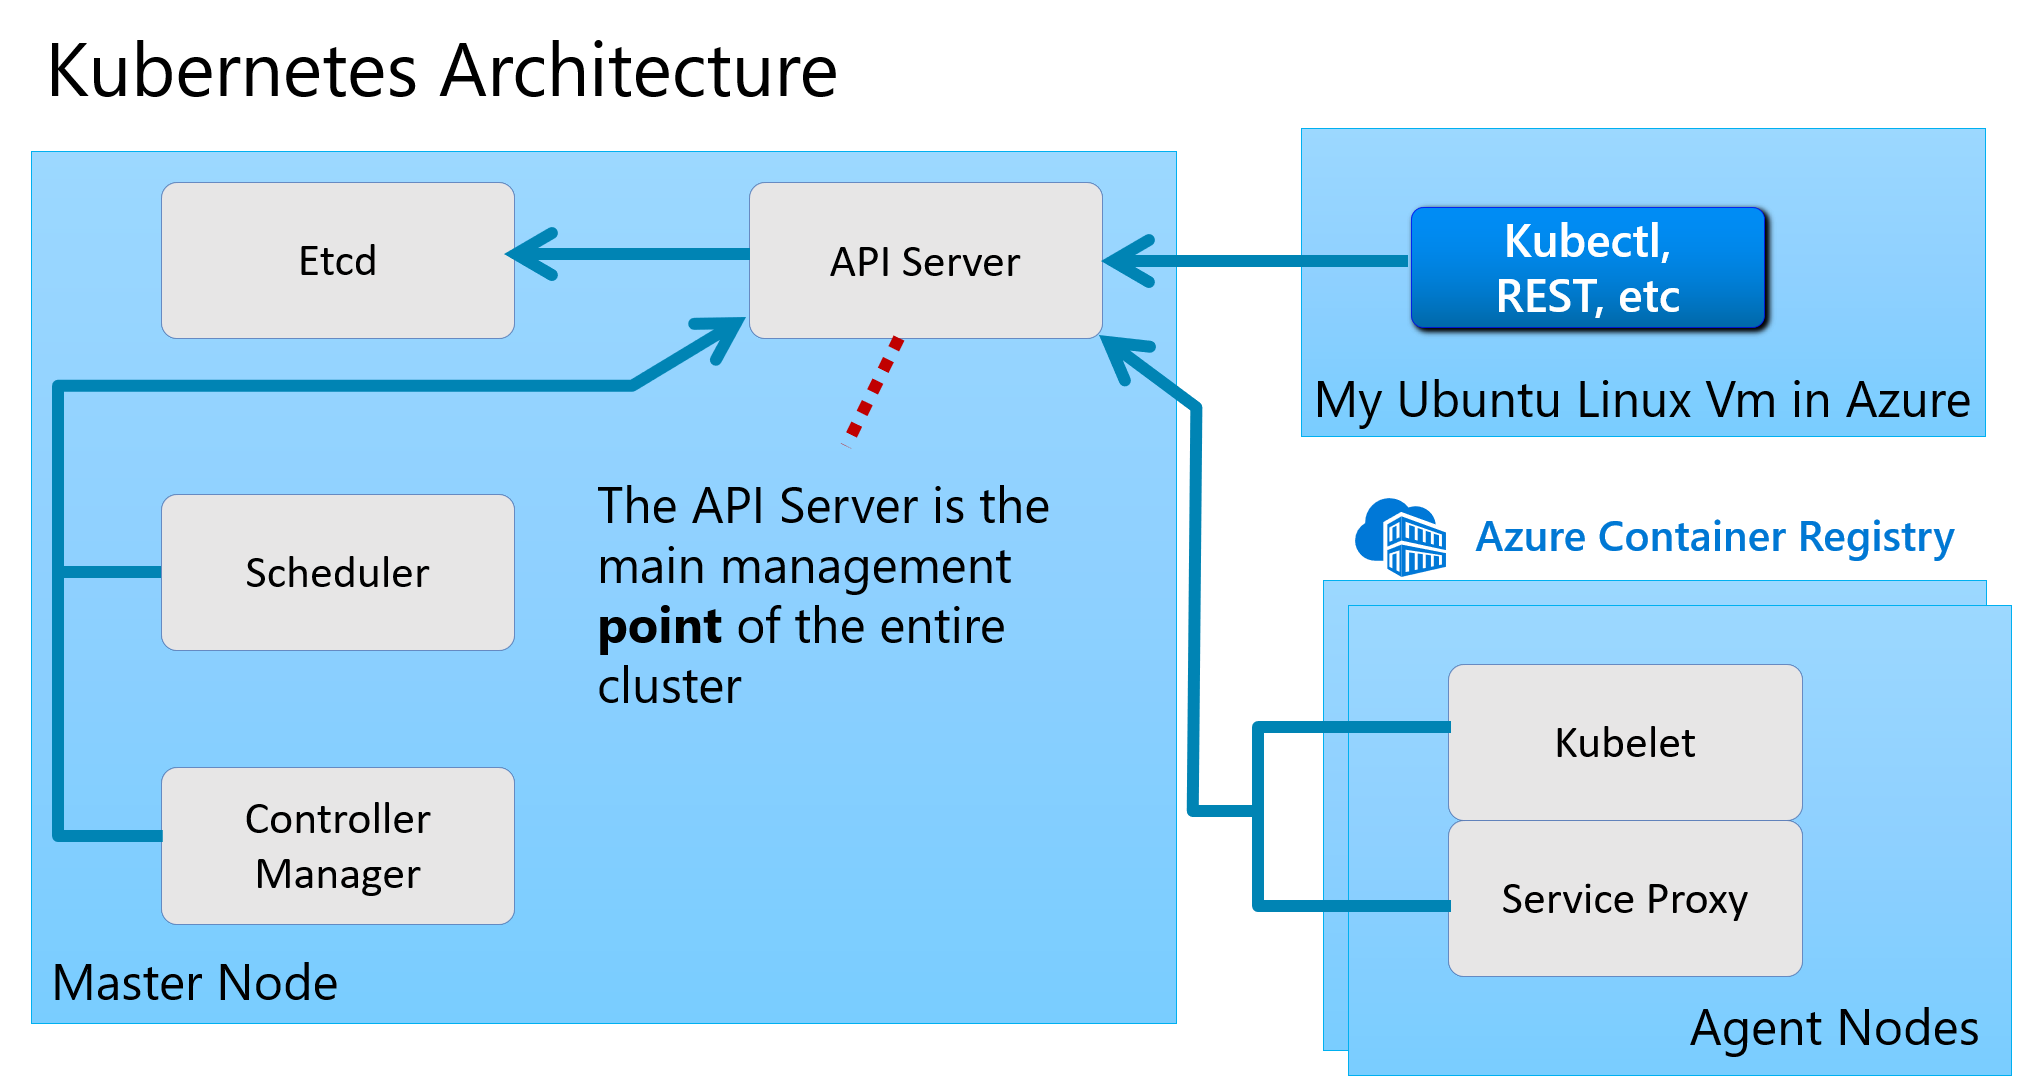 Kubernetes Architecture
Etcd
API Server
Kubectl,
REST, etc
My Ubuntu Linux Vm in Azure
Scheduler
The API Server is the
main management
point of the entire
cluster
Controller
Manager
Master Node
Azure Container Registry
Kubelet
Service Proxy
Agent Nodes